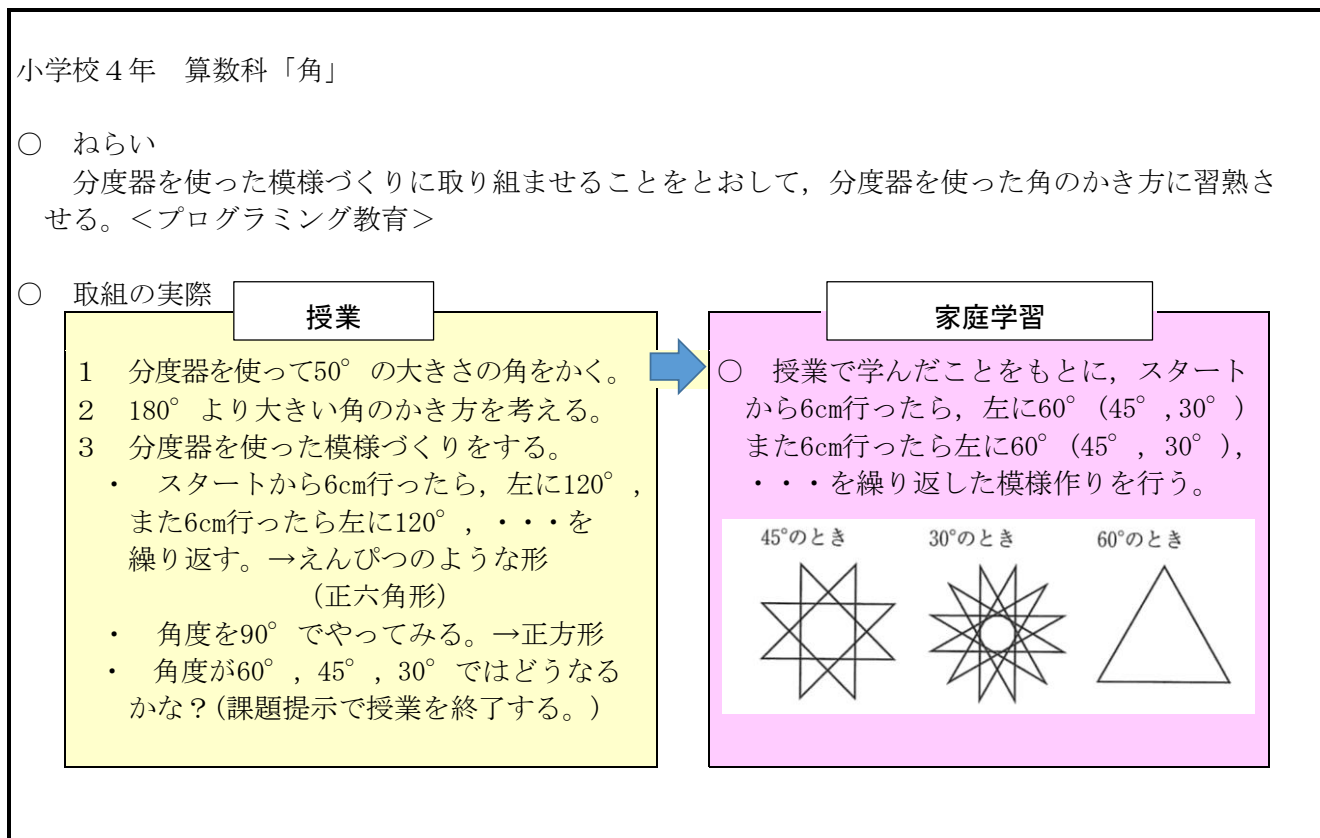 小学校４年　算数科「角」
○　ねらい
分度器を使った模様づくりに取り組ませることをとおして，分度器を使った角のかき方に習熟さ
せる。＜プログラミング教育＞
○　取組の実際
授業
１　分度器を使って50°の大きさの角をかく。
２　180°より大きい角のかき方を考える。
３　分度器を使った模様づくりをする。
・　スタートから6cm行ったら，左に120°，
また6cm行ったら左に120°，・・・を
繰り返す。→えんぴつのような形
（正六角形）
・　角度を90°でやってみる。→正方形
・　角度が60°，45°，30°ではどうなる
かな？(課題提示で授業を終了する。)
家庭学習
○　授業で学んだことをもとに，スタート
から6cm行ったら，左に60°(45°,30°)
また6cm行ったら左に60°(45°，30°)，
・・・を繰り返した模様作りを行う。
45°のとき　30°のとき　60°のとき